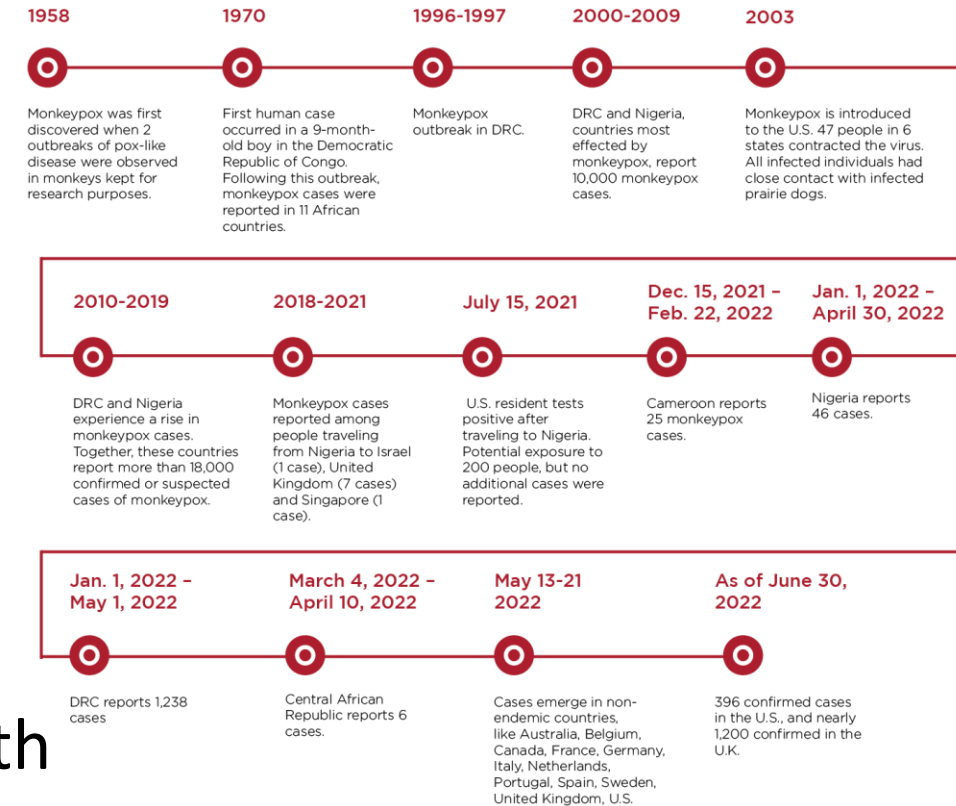 1958
Monkeypox was first
discovered when 2
outbreaks of pox-like
disease were observed
in monkeys kept for
research purposes.
1970
First human case
occurred in a 9-month-
old boy in the Democratic
Republic of Congo.
Following this outbreak,
monkeypox cases were
reported in 11 African
countries.
1996-1997
Monkeypox
outbreak in DRC.
2000-2009
DRC and Nigeria,
countries most
effected by
monkeypox, report
10,000 monkeypox
cases.
2003
Monkeypox is introduced
to the U.S. 47 people in 6
states contracted the virus.
All infected individuals had
close contact with infected
prairie dogs.
2010-2019
DRC and Nigeria
experience a rise in
monkeypox cases.
Together, these countries
report more than 18,000
confirmed or suspected
cases of monkeypox.
2018-2021
Monkeypox cases
reported among
people traveling
from Nigeria to Israel
(1 case), United
Kingdom (7 cases)
and Singapore (1
case).
July 15, 2021
U.S. resident tests
positive after
traveling to Nigeria.
Potential exposure to
200 people, but no
additional cases were
reported.
Dec. 15, 2021 –
Feb. 22, 2022
Cameroon reports
25 monkeypox
cases.
Jan. 1, 2022 –
April 30, 2022
Nigeria reports
46 cases.
Jan. 1, 2022 –
May 1, 2022
DRC reports 1,238
cases
March 4, 2022 –
April 10, 2022
Central African
Republic reports 6
cases.
May 13-21
2022
Cases emerge in non-
endemic countries,
like Australia, Belgium,
Canada, France, Germany,
Italy, Netherlands,
Portugal, Spain, Sweden,
United Kingdom, U.S.
As of June 30,
2022
396 confirmed cases
in the U.S., and nearly
1,200 confirmed in the
U.K.
th